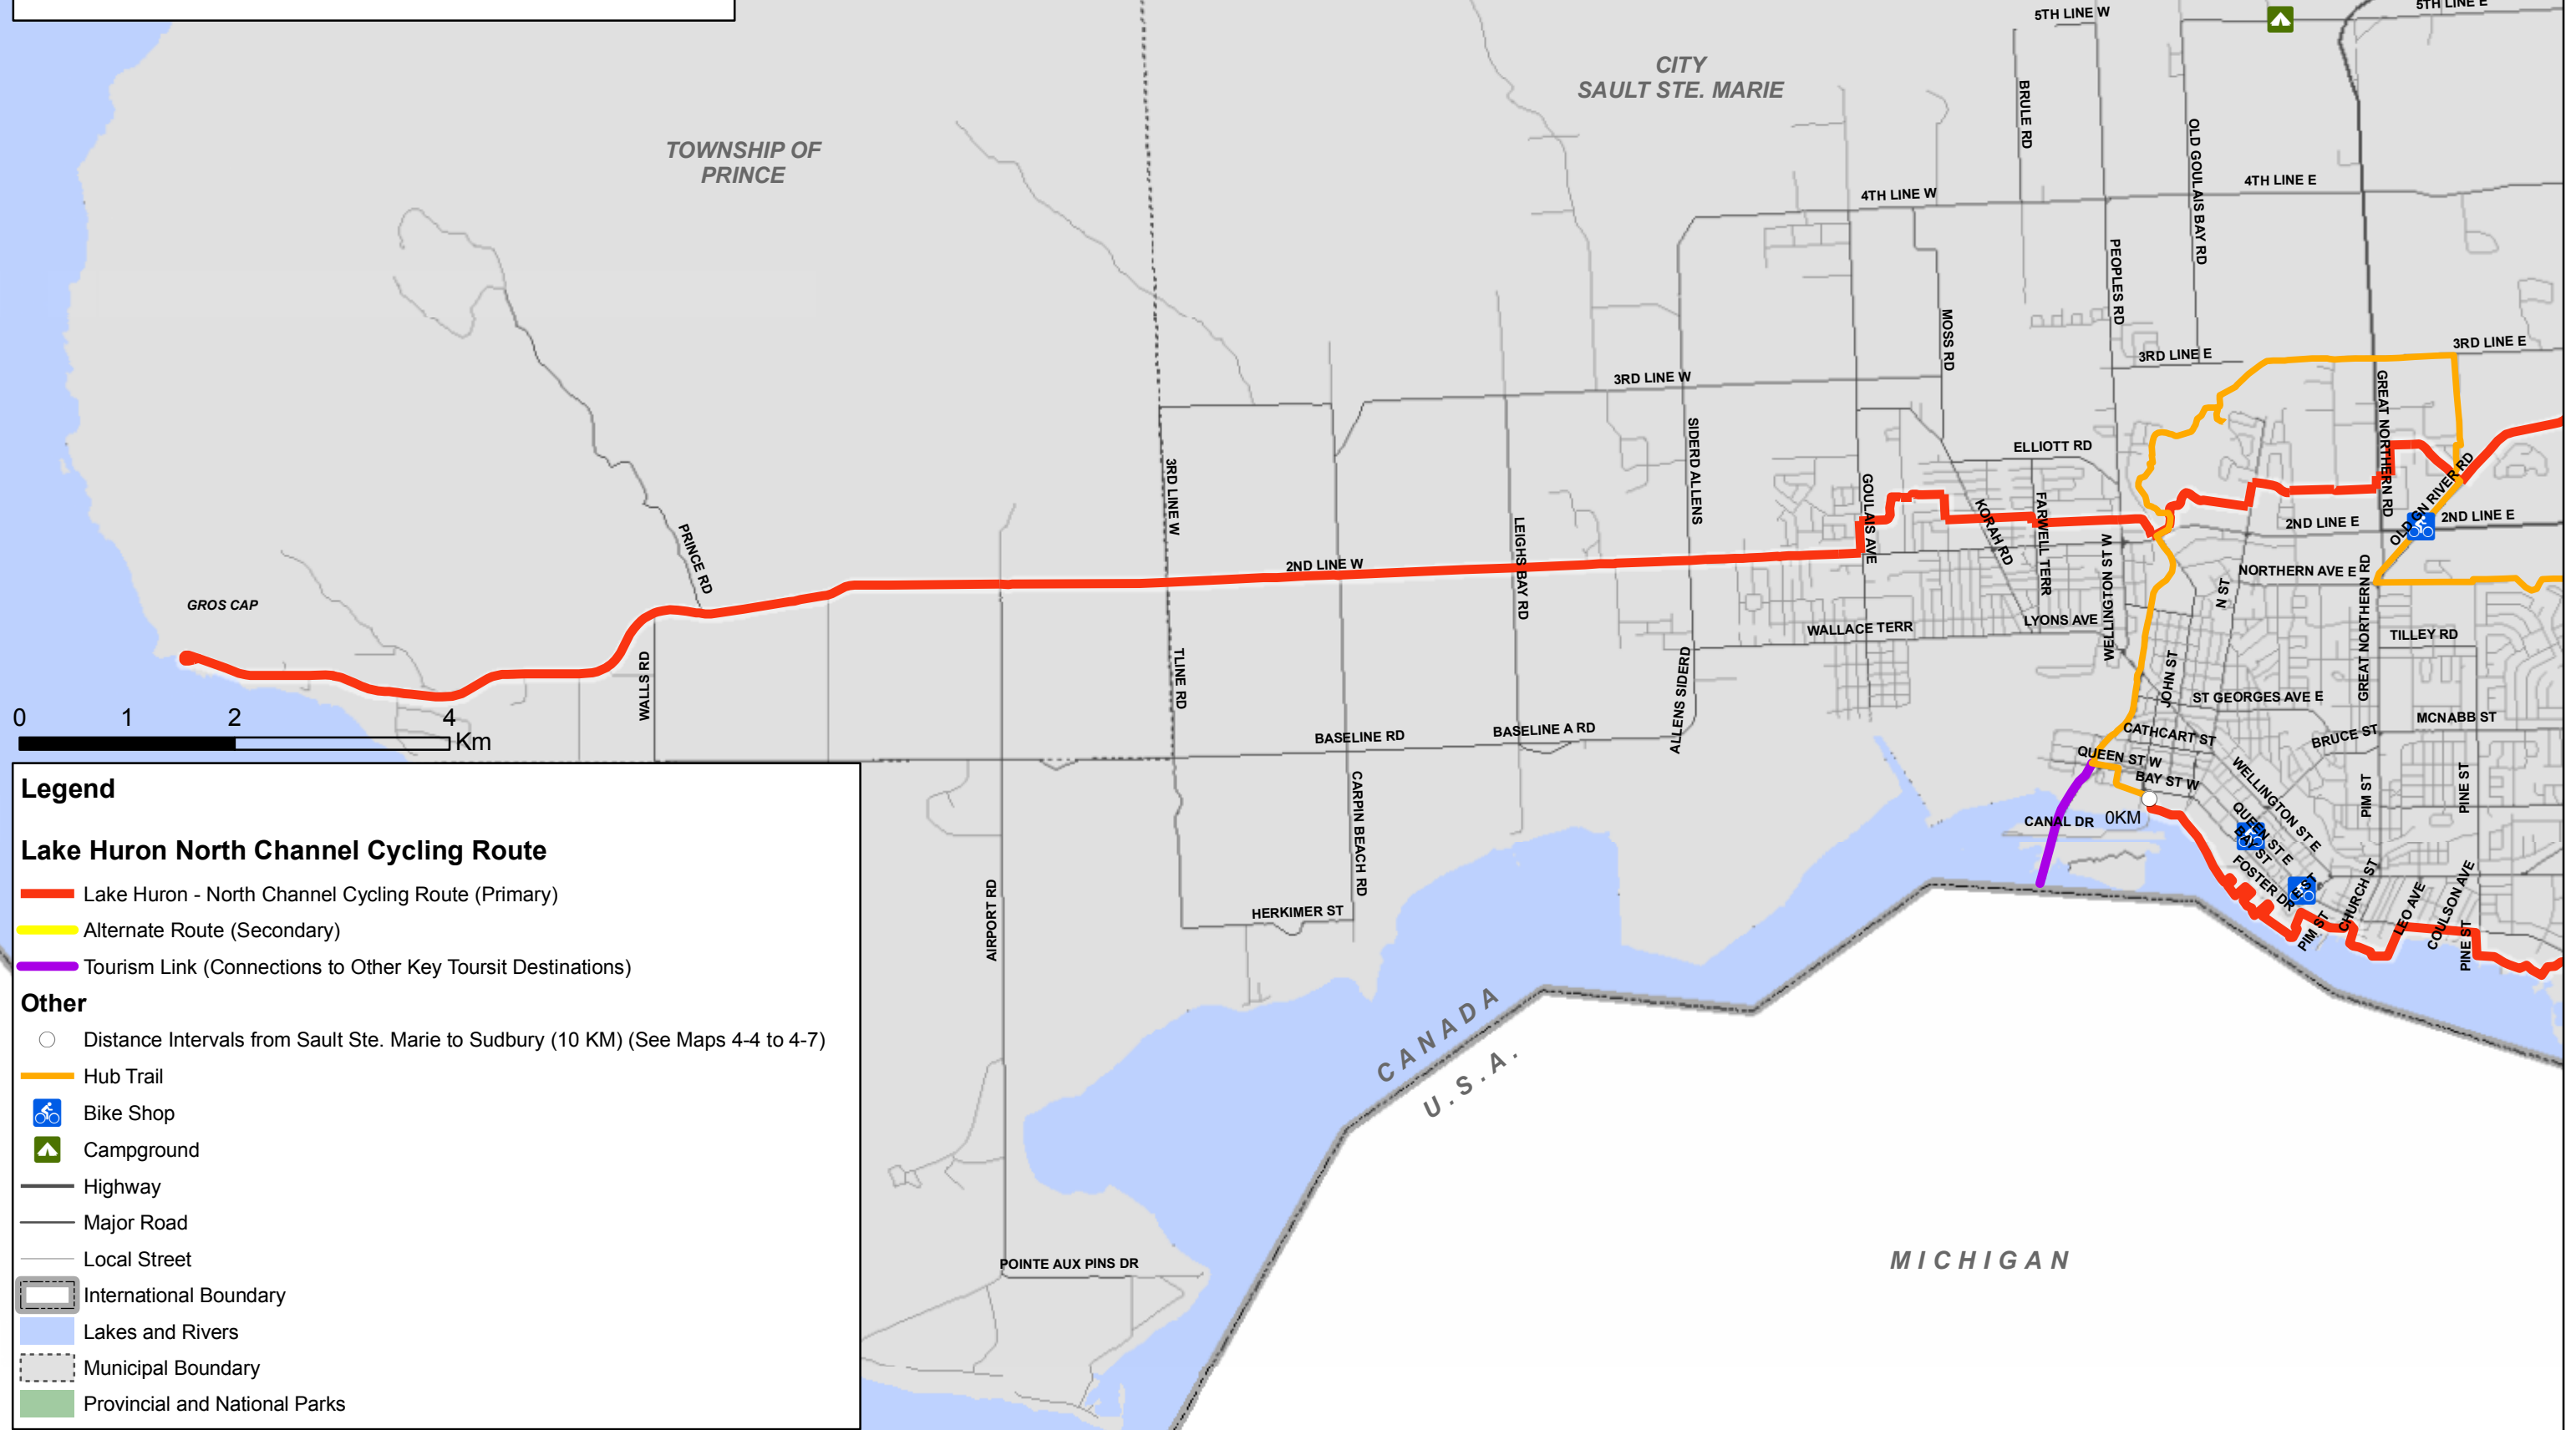 5TH LINE W
5TH LINE E
CITY
SAULT STE. MARIE
BRULE RD
OLD GOULAIS BAY RD
TOWNSHIP OF
PRINCE
4TH LINE W
4TH LINE E
PEOPLES RD
MOSS RD
3RD LINE E
3RD LINE E
3RD LINE W
GREAT NORTHERN RD
SIDERD ALLENS
ELLIOTT RD
3RD LINE W
GOULAIS AVE
KORAH RD
FARWELL TERR
OLD GN RIVER RD
2ND LINE E
2ND LINE E
PRINCE RD
LEIGHS BAY RD
2ND LINE W
WELLINGTON ST W
NORTHERN AVE E
N ST
GREAT NORTHERN RD
GROS CAP
WALLACE TERR
LYONS AVE
TILLEY RD
WALLS RD
TLINE RD
ALLENS SIDERD
JOHN ST
ST GEORGES AVE E
MCNABB ST
0 1 2 4
Km
BASELINE RD
BASELINE A RD
CATHCART ST
BRUCE ST
QUEEN ST W
BAY ST W
WELLINGTON ST E
PIM ST
PINE ST
CARPIN BEACH RD
CANAL DR
0KM
QUEEN ST E
BAY ST
FOSTER DR
E ST
CHURCH ST
PIM ST
LEO AVE
COULSON AVE
PINE ST
AIRPORT RD
HERKIMER ST
CANADA
U.S.A.
POINTE AUX PINS DR
MICHIGAN
Legend
Lake Huron North Channel Cycling Route
Lake Huron - North Channel Cycling Route (Primary)
Alternate Route (Secondary)
Tourism Link (Connections to Other Key Toursit Destinations)
Other
Distance Intervals from Sault Ste. Marie to Sudbury (10 KM) (See Maps 4-4 to 4-7)
Hub Trail
Bike Shop
Campground
Highway
Major Road
Local Street
International Boundary
Lakes and Rivers
Municipal Boundary
Provincial and National Parks